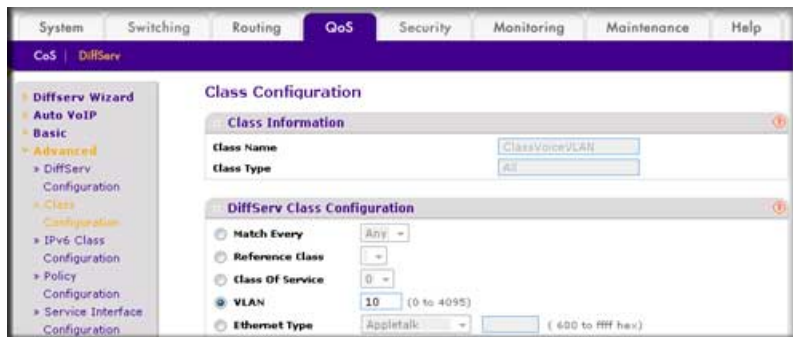 System Switching Routing QoS Security Monitoring Maintenance Help
CoS | DiffServ
Diffserv Wizard
Auto VoIP
Basic
Advanced
» DiffServ
Configuration
» Class
Configuration
» IPv6 Class
Configuration
» Policy
Configuration
» Service Interface
Configuration
Class Configuration
Class Information
Class Name ClassVoiceVLAN
Class Type All
DiffServ Class Configuration
Match Every Any
Reference Class
Class Of Service 0
VLAN 10 (0 to 4095)
Ethernet Type Appletalk ( 600 to ffff hex)